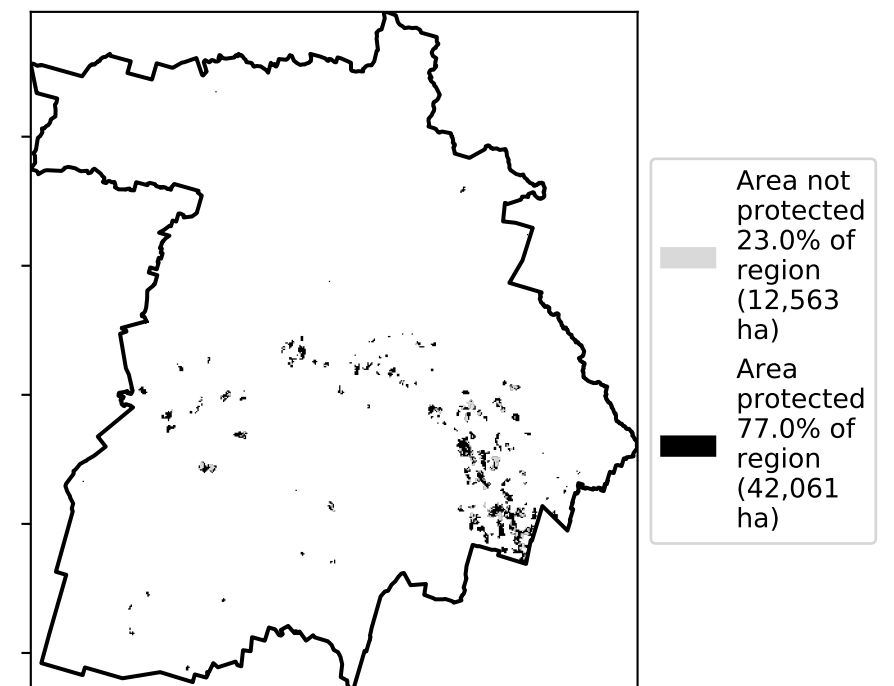 Area not
protected
23.0% of
region
(12,563
ha)
Area
protected
77.0% of
region
(42,061
ha)